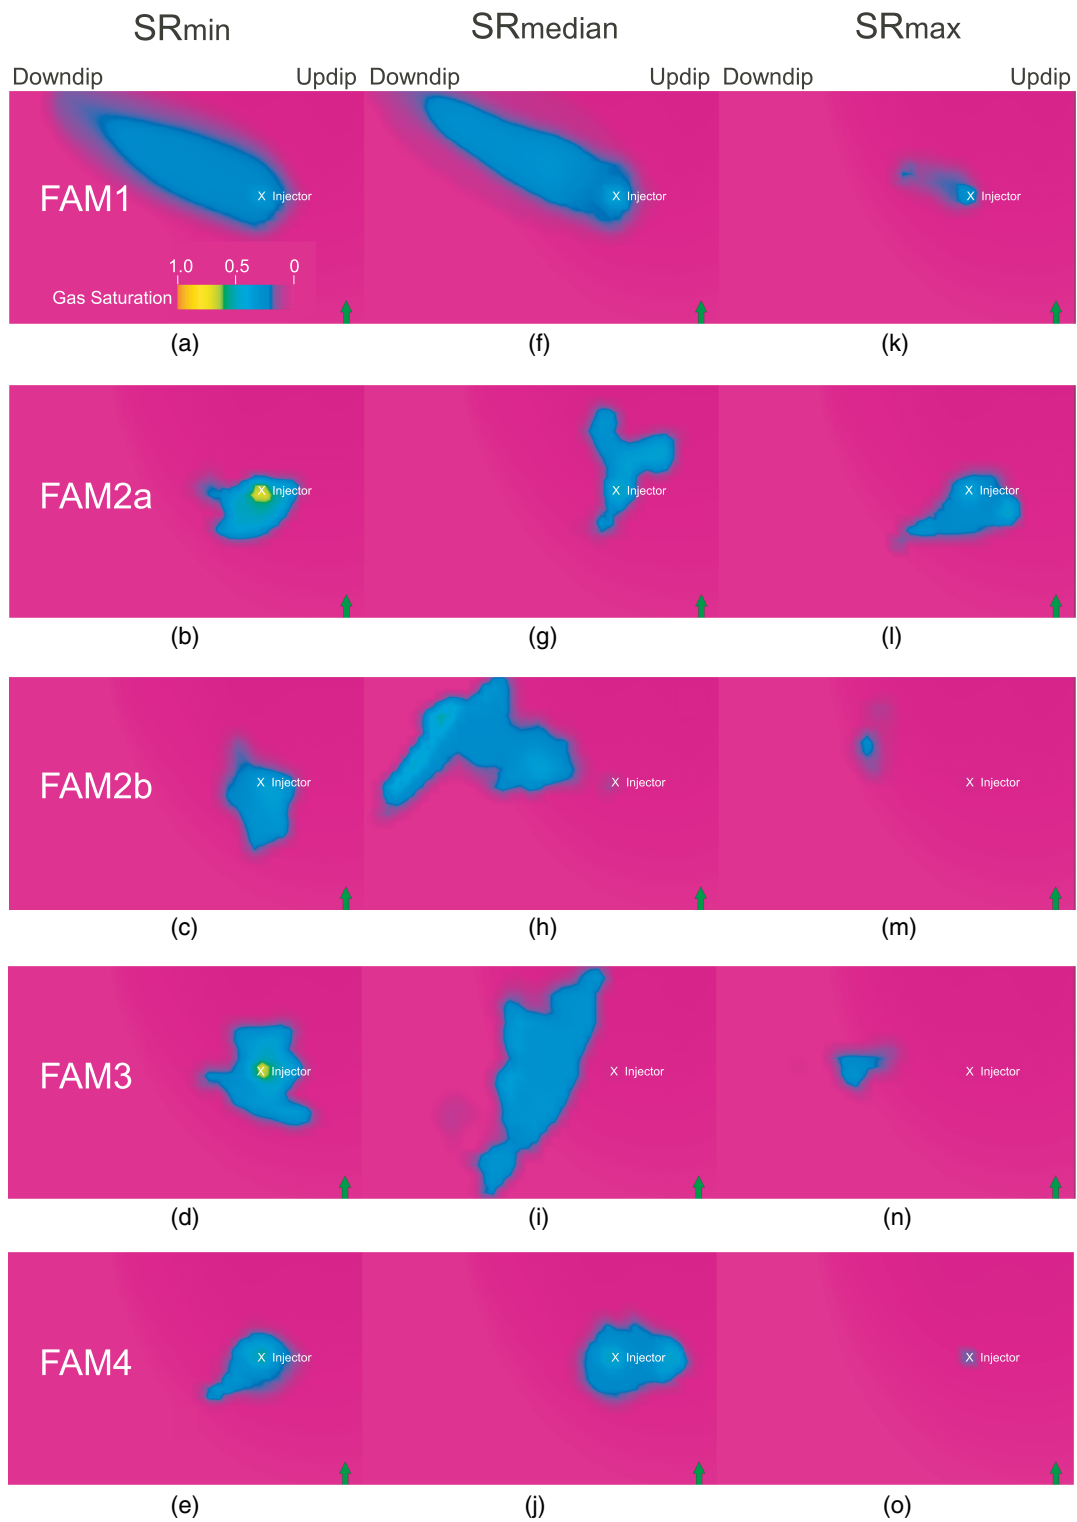 SRmin SRmedian SRmax
Downdip Updip Downdip Updip Downdip Updip
FAM1 X Injector X Injector X Injector
1.0 0.5 0
Gas Saturation
(a) (f) (k)
FAM2a X Injector X Injector X Injector
(b) (g) (l)
FAM2b X Injector X Injector X Injector
(c) (h) (m)
FAM3 X Injector X Injector X Injector
(d) (i) (n)
FAM4 X Injector X Injector X Injector
(e) (j) (o)